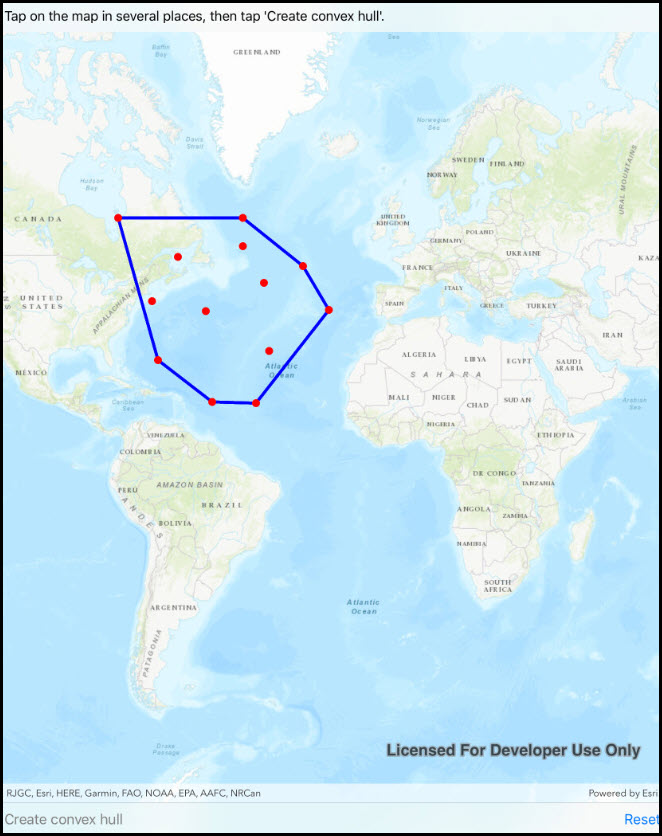 Tap on the map in several places, then tap 'Create convex hull'.
Baffin
Bay
Sea
GREENLAND
Norwegian
Sea
Davis
Strait
SWEDEN
FINLAND
NORWAY
URAL MOUNTAINS
Hudson
Bay
CANADA
UNITED
KINGDOM
POLAND
GERMANY
UKRAINE
KAZA
FRANCE
ITALY
UNITED
STATES
APPALACHIAN MTNS
SPAIN
GREECE
TURKEY
IRAN
ALGERIA
LIBYA
EGYPT
SAUDI
ARABIA
MÉXICO
Atlantic
Ocean
SAHARA
MALI
NIGER
CHAD
SUDAN
Caribbean
Sea
Arabian
Sea
NIGERIA
ETHIOPIA
VENEZUELA
COLOMBIA
DR CONGO
TANZANIA
PERU
AMAZON BASIN
BRAZIL
ANGOLA
ZAMBIA
ANDES
BOLIVIA
NAMIBIA
SOUTH
AFRICA
Atlantic
Ocean
ARGENTINA
PATAGONIA
Drake
Passage
Licensed For Developer Use Only
RJGC, Esri, HERE, Garmin, FAO, NOAA, EPA, AAFC, NRCan
Powered by Esri
Create convex hull
Reset